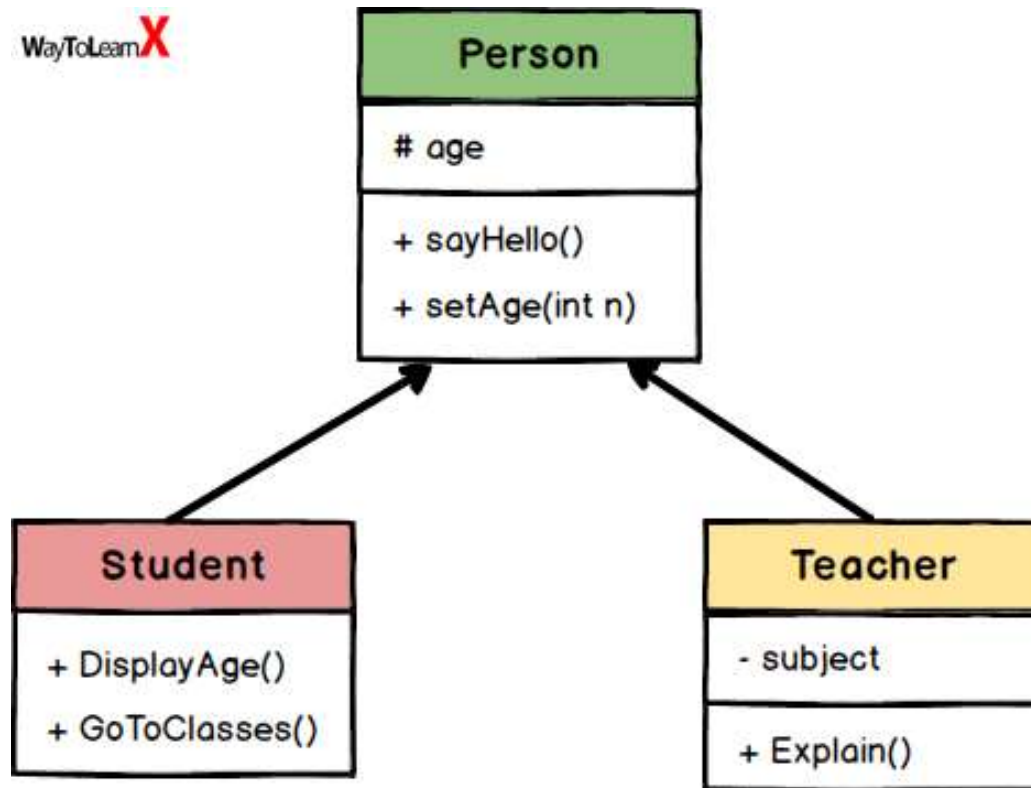 WayToLearnX
Person
# age
+ sayHello()
+ setAge(int n)
Student
+ DisplayAge()
+ GoToClasses()
Teacher
- subject
+ Explain()